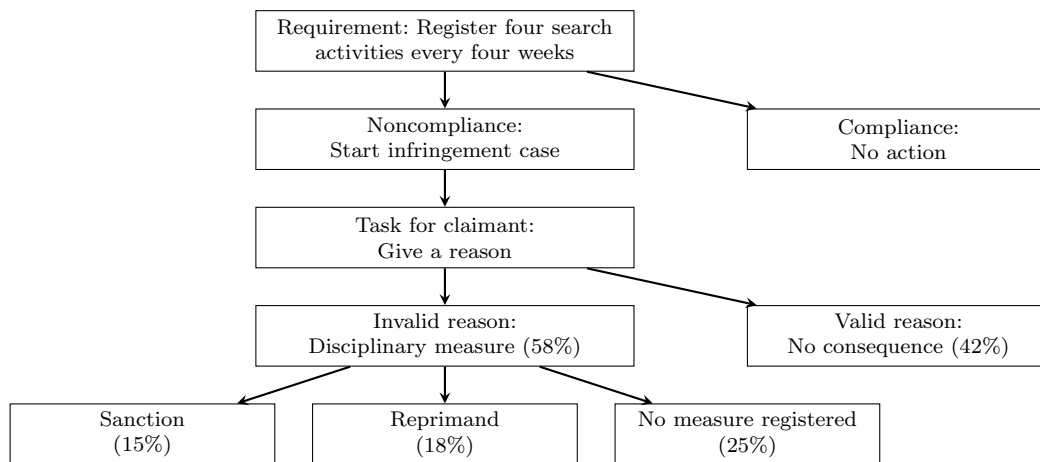 Requirement: Register four search
activities every four weeks
Noncompliance:
Start infringement case
Compliance:
No action
Task for claimant:
Give a reason
Invalid reason:
Disciplinary measure (58%)
Valid reason:
No consequence (42%)
Sanction
(15%)
Reprimand
(18%)
No measure registered
(25%)